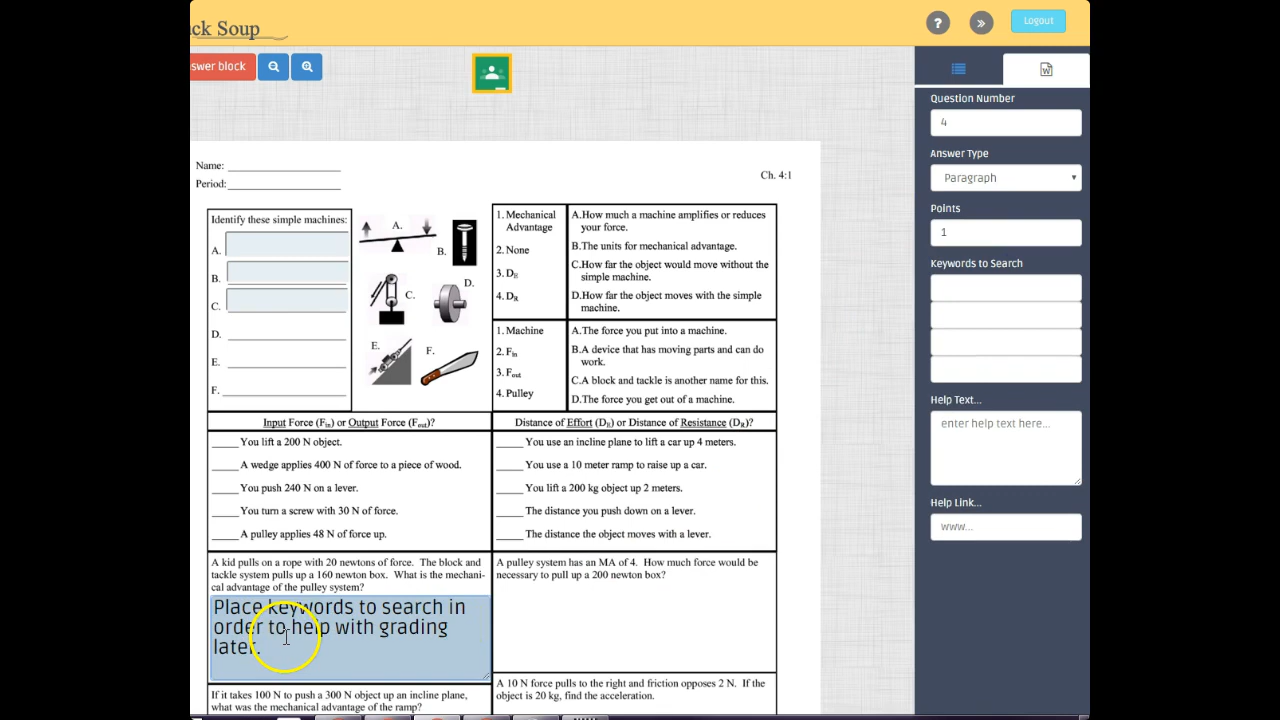 ck Soup
Logout
swer block
Question Number
4
Answer Type
Paragraph
Points
1
Keywords to Search
Help Text...
enter help text here...
Help Link...
www...
Name:
Period:
Ch. 4:1
Identify these simple machines:
A.
B.
C.
D.
E.
F.
A.
B.
C.
D.
E.
F.
1. Mechanical
Advantage
2. None
3. DE
4. DR
A. How much a machine amplifies or reduces
your force.
B. The units for mechanical advantage.
C. How far the object would move without the
simple machine.
D. How far the object moves with the simple
machine.
1. Machine
2. Fin
3. Fout
4. Pulley
A. The force you put into a machine.
B. A device that has moving parts and can do
work.
C. A block and tackle is another name for this.
D. The force you get out of a machine.
Input Force (Fin) or Output Force (Fout)?
You lift a 200 N object.
A wedge applies 400 N of force to a piece of wood.
You push 240 N on a lever.
You turn a screw with 30 N of force.
A pulley applies 48 N of force up.
Distance of Effort (DE) or Distance of Resistance (DR)?
You use an incline plane to lift a car up 4 meters.
You use a 10 meter ramp to raise up a car.
You lift a 200 kg object up 2 meters.
The distance you push down on a lever.
The distance the object moves with a lever.
A kid pulls on a rope with 20 newtons of force. The block and
tackle system pulls up a 160 newton box. What is the mechani-
cal advantage of the pulley system?
Place keywords to search in
order to help with grading
later.
A pulley system has an MA of 4. How much force would be
necessary to pull up a 200 newton box?
If it takes 100 N to push a 300 N object up an incline plane,
what was the mechanical advantage of the ramp?
A 10 N force pulls to the right and friction opposes 2 N. If the
object is 20 kg, find the acceleration.